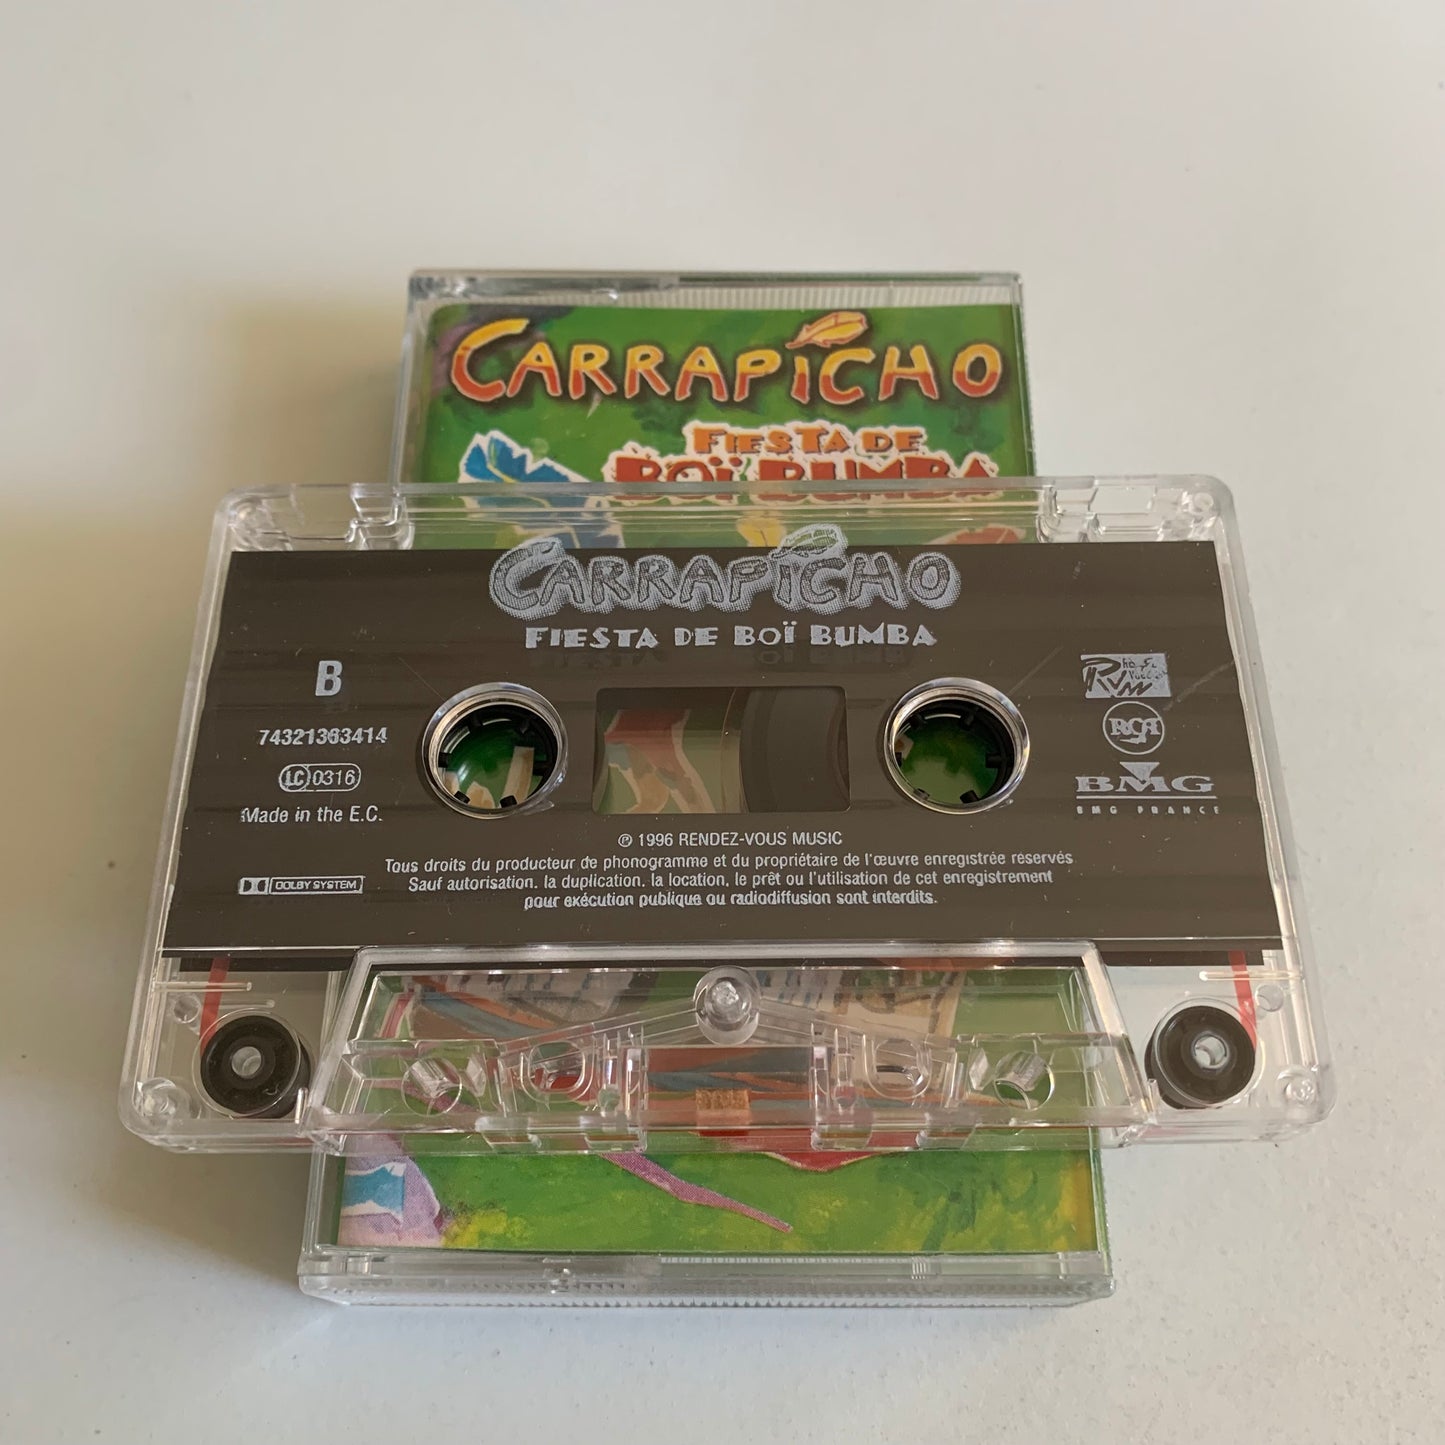 CARRAPICHO
FIESTA DE
BOÏ BUMBA
CARRAPICHO
FIESTA DE BOÏ BUMBA
B
74321363414
LC 0316
Made in the E.C.
DOLBY SYSTEM
RCA
BMG
BMG FRANCE
℗ 1996 RENDEZ-VOUS MUSIC
Tous droits du producteur de phonogramme et du propriétaire de l'œuvre enregistrée réservés
Sauf autorisation, la duplication, la location, le prêt ou l'utilisation de cet enregistrement
pour exécution publique ou radiodiffusion sont interdits.